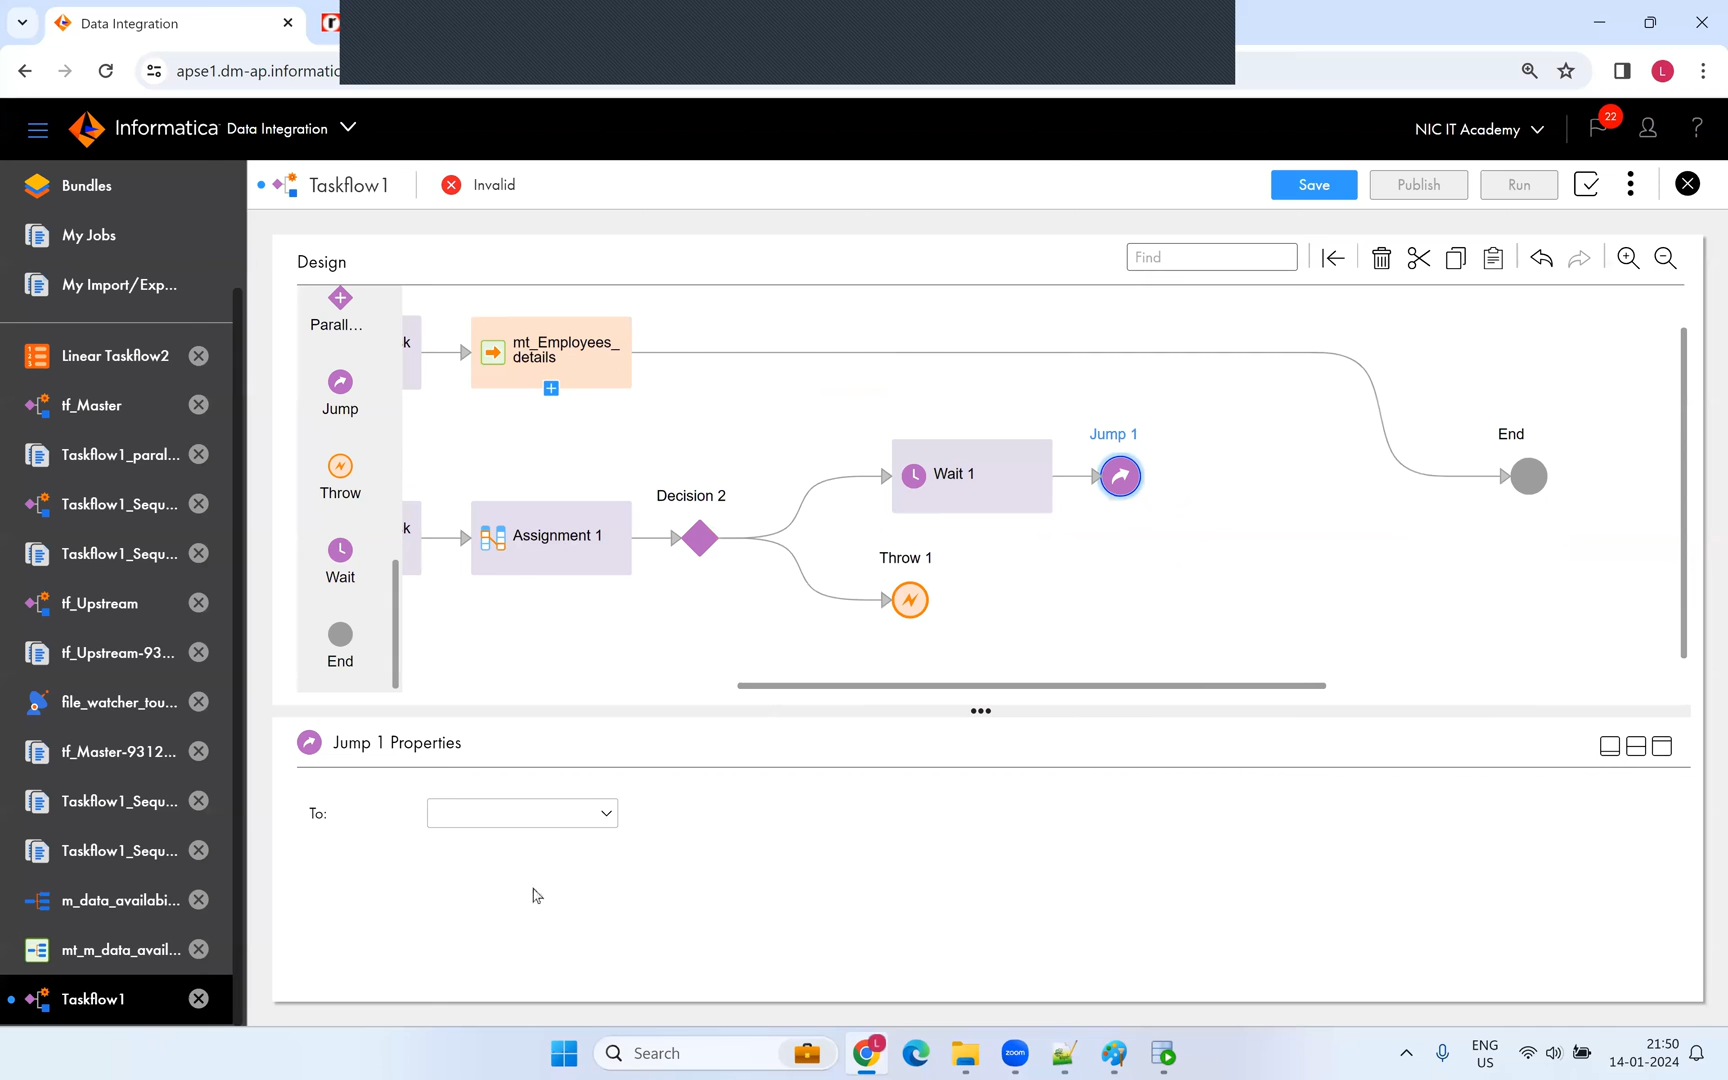 Data Integration
apse1.dm-ap.informatic
L
Informatica Data Integration
NIC IT Academy
22
?
Bundles
My Jobs
My Import/Exp...
Linear Taskflow2
tf_Master
Taskflow1_paral...
Taskflow1_Sequ...
Taskflow1_Sequ...
tf_Upstream
tf_Upstream-93...
file_watcher_tou...
tf_Master-9312...
Taskflow1_Sequ...
Taskflow1_Sequ...
m_data_availabi...
mt_m_data_avail...
Taskflow1
Taskflow1
Invalid
Save
Publish
Run
Design
Find
Parall...
Jump
Throw
Wait
End
k
mt_Employees_
details
k
Assignment 1
Decision 2
Wait 1
Jump 1
Throw 1
End
Jump 1 Properties
To:
Search
L
zoom
ENG
US
21:50
14-01-2024